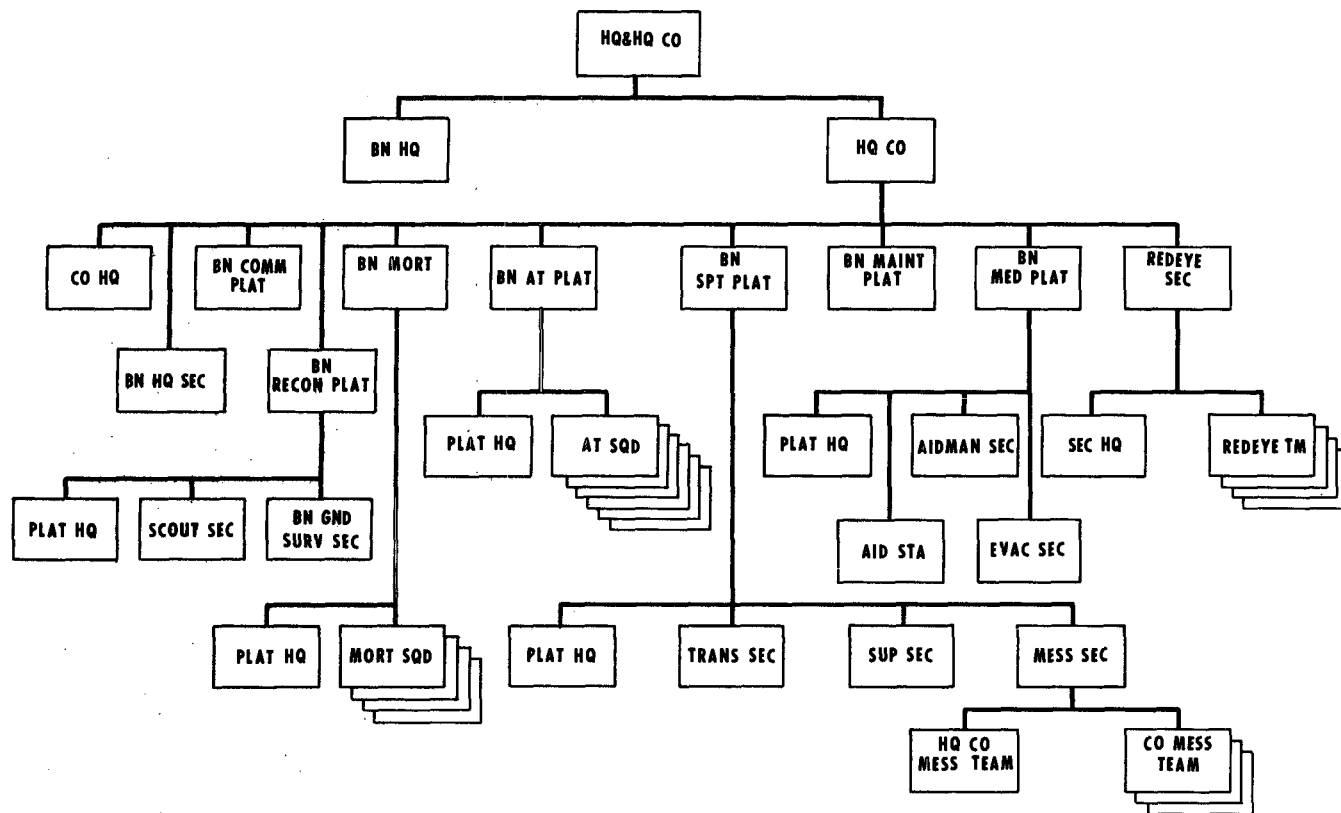 HQ&HQ CO
BN HQ
HQ CO
CO HQ
BN COMM
PLAT
BN MORT
BN AT PLAT
BN
SPT PLAT
BN MAINT
PLAT
BN
MED PLAT
REDEYE
SEC
BN HQ SEC
BN
RECON PLAT
PLAT HQ
AT SQD
PLAT HQ
AIDMAN SEC
SEC HQ
REDEYE TM
PLAT HQ
SCOUT SEC
BN GND
SURV SEC
AID STA
EVAC SEC
PLAT HQ
MORT SQD
PLAT HQ
TRANS SEC
SUP SEC
MESS SEC
HQ CO
MESS TEAM
CO MESS
TEAM